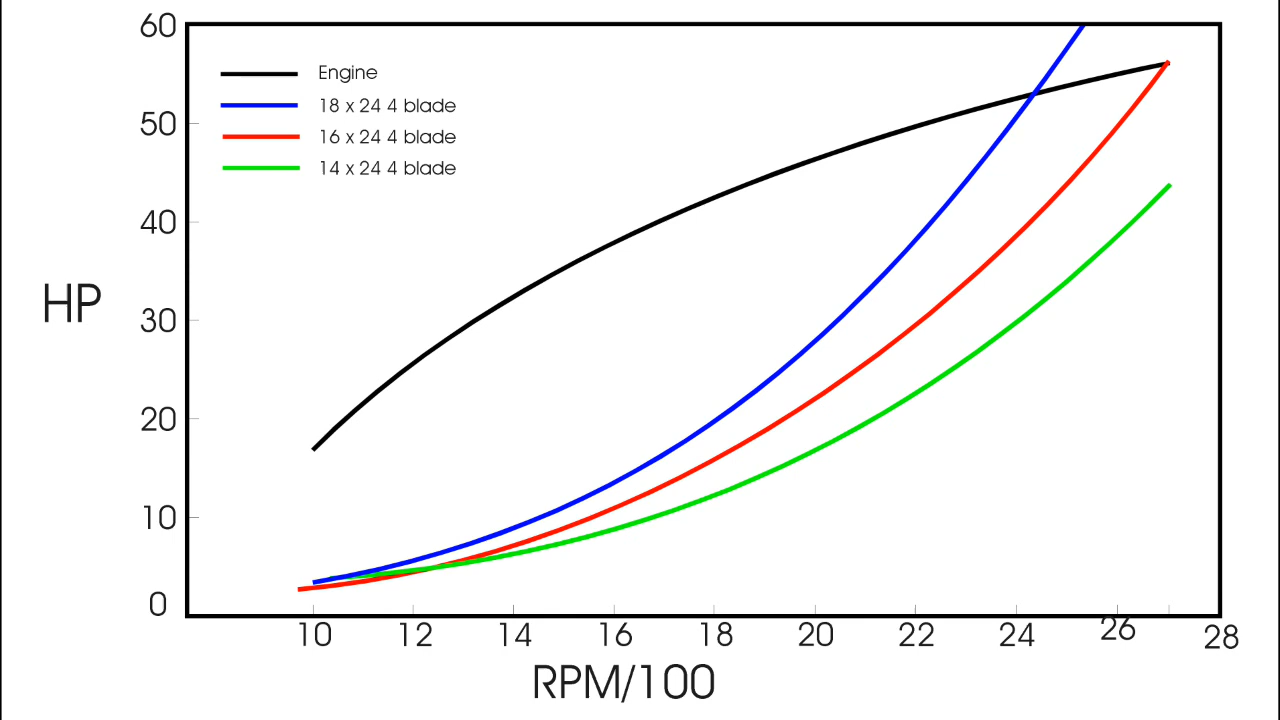 60
50
40
30
20
10
0
HP
Engine
18 x 24 4 blade
16 x 24 4 blade
14 x 24 4 blade
10 12 14 16 18 20 22 24 26 28
RPM/100